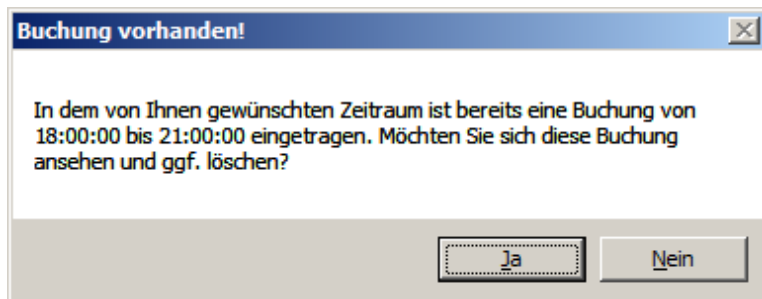 Buchung vorhanden!
In dem von Ihnen gewünschten Zeitraum ist bereits eine Buchung von
18:00:00 bis 21:00:00 eingetragen. Möchten Sie sich diese Buchung
ansehen und ggf. löschen?
Ja Nein